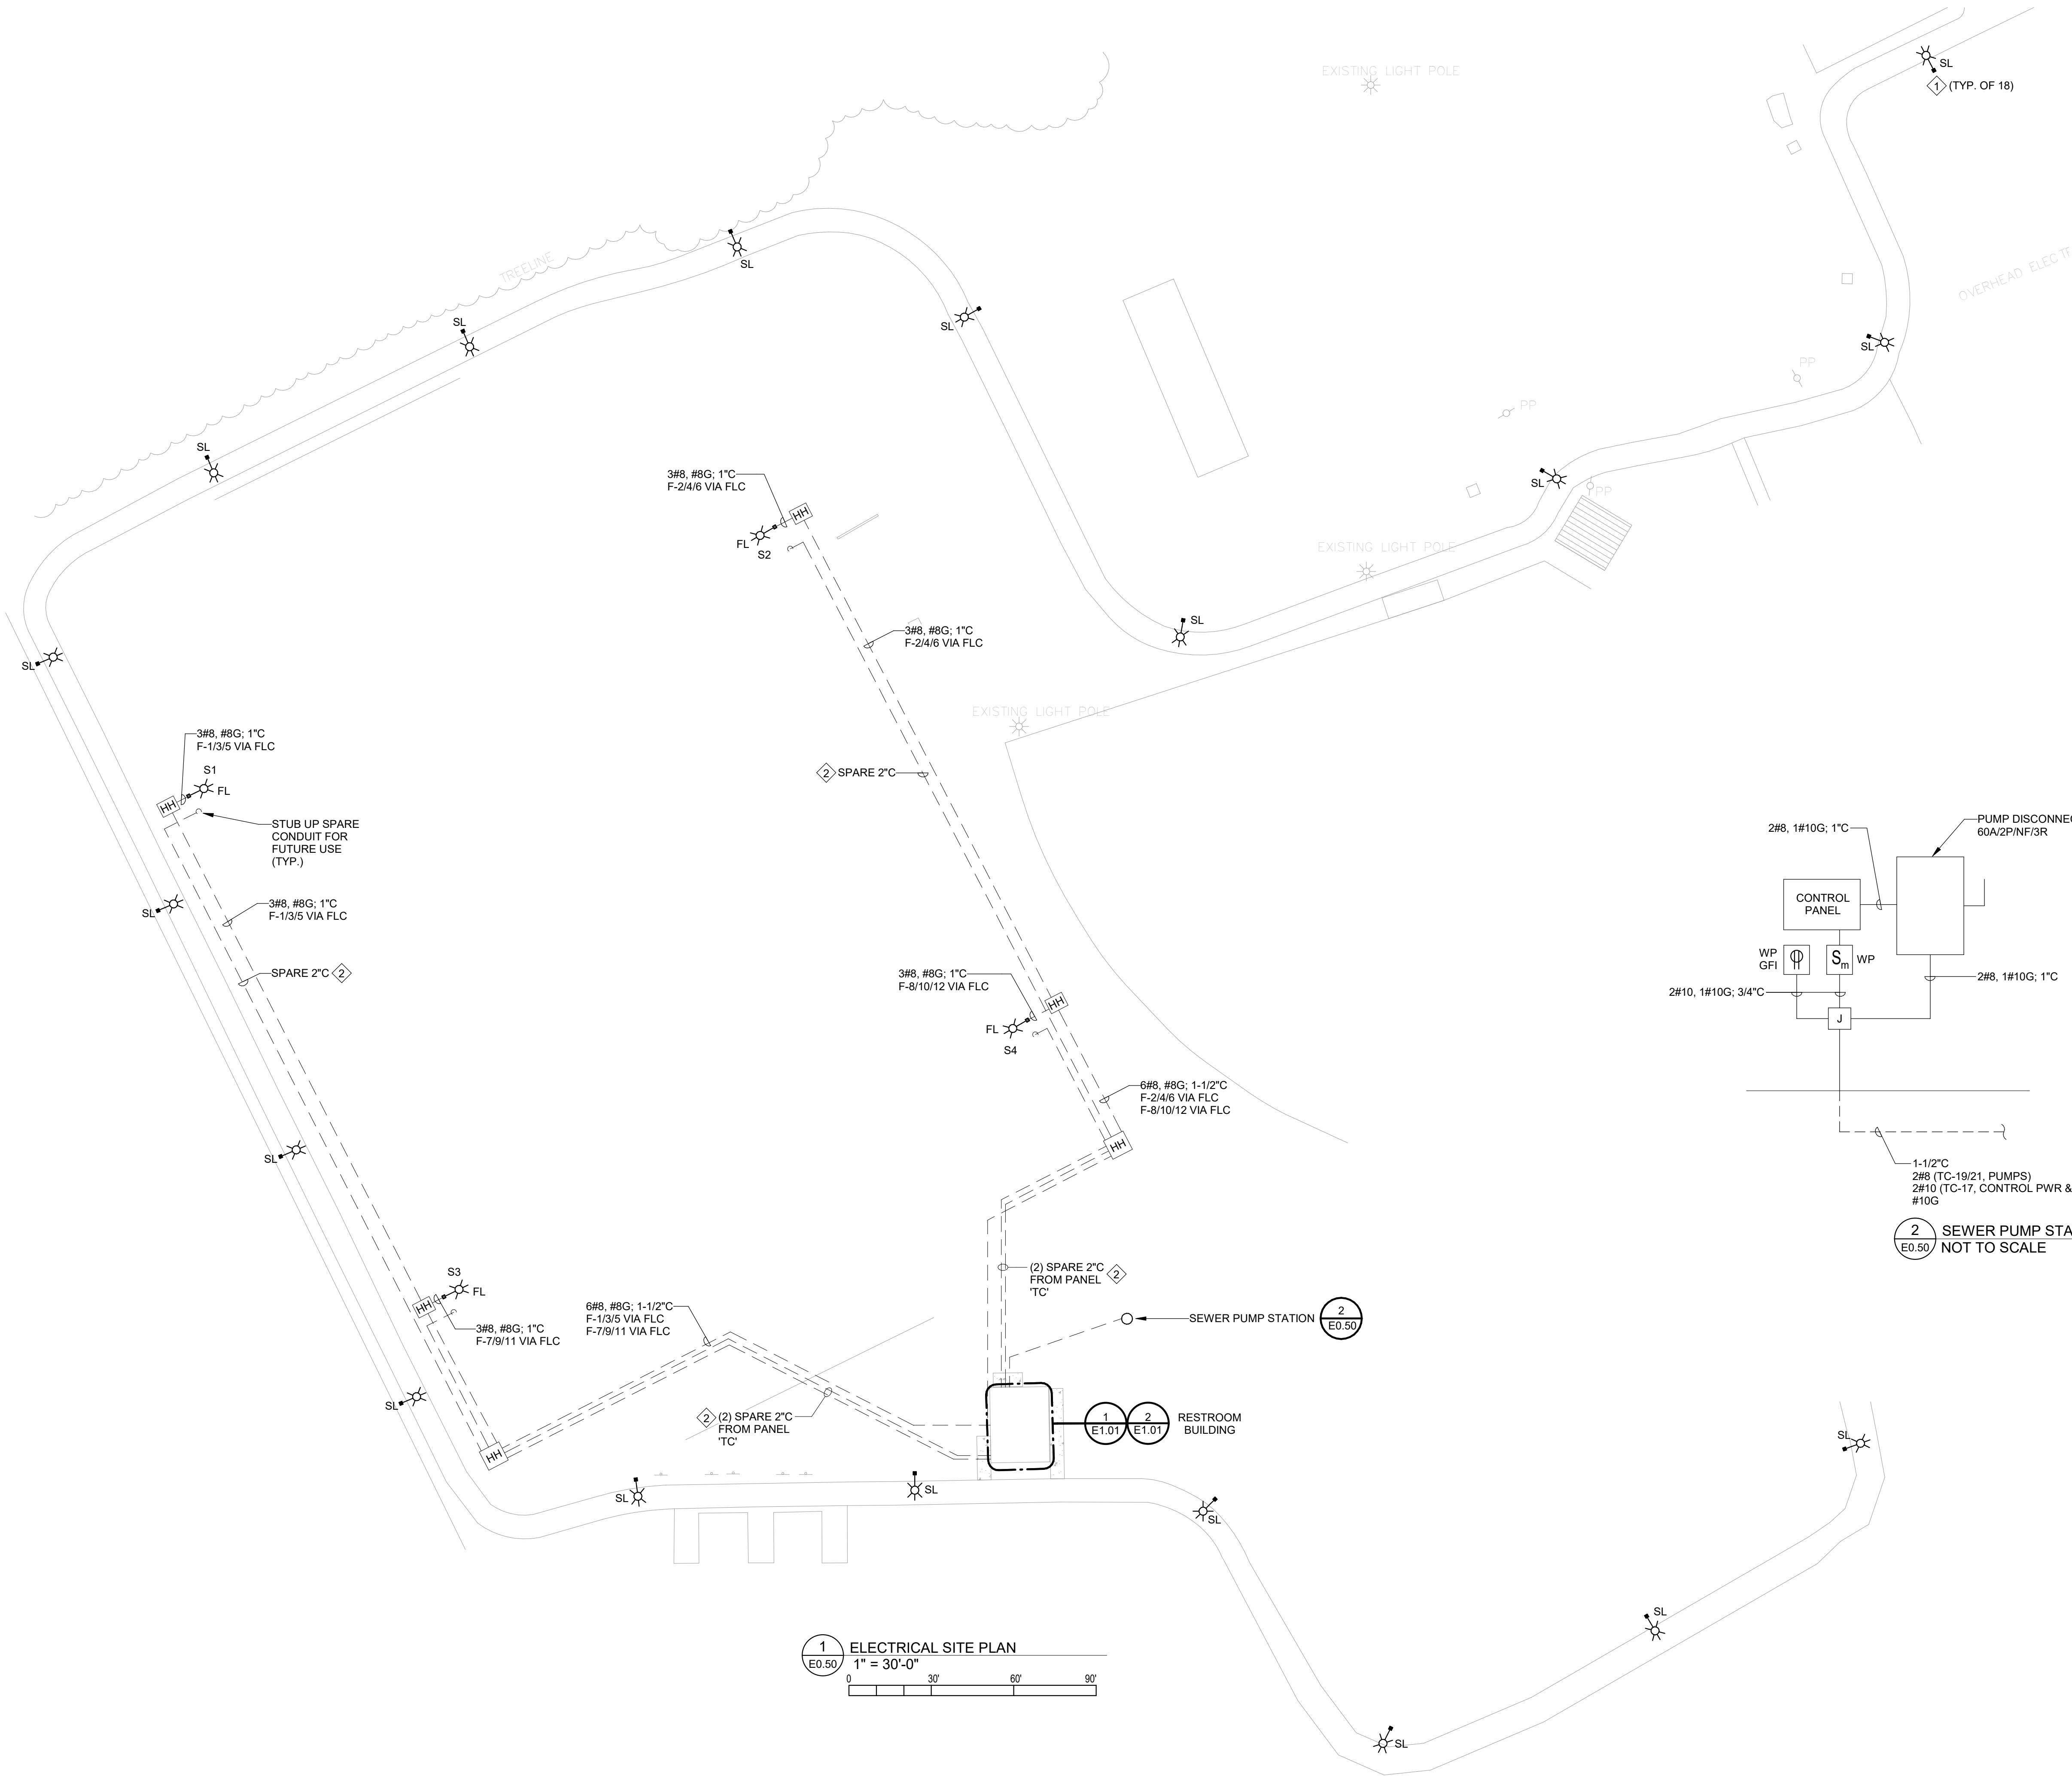 EXISTING LIGHT POLE
SL
1 (TYP. OF 18)
TREELINE
SL
SL
SL
SL
OVERHEAD
SL
PP
PP
SL
PP
3#8, #8G; 1"C
F-2/4/6 VIA FLC
HH
FL
S2
EXISTING LIGHT POLE
SL
3#8, #8G; 1"C
F-2/4/6 VIA FLC
SL
EXISTING LIGHT POLE
3#8, #8G; 1"C
F-1/3/5 VIA FLC
S1
FL
HH
2 SPARE 2"C
STUB UP SPARE
CONDUIT FOR
FUTURE USE
(TYP.)
3#8, #8G; 1"C
F-1/3/5 VIA FLC
SL
SPARE 2"C 2
3#8, #8G; 1"C
F-8/10/12 VIA FLC
HH
FL
S4
6#8, #8G; 1-1/2"C
F-2/4/6 VIA FLC
F-8/10/12 VIA FLC
HH
SL
PUMP DISCONNE
60A/2P/NF/3R
2#8, 1#10G; 1"C
CONTROL
PANEL
WP
GFI
Sm
WP
2#8, 1#10G; 1"C
2#10, 1#10G; 3/4"C
J
1-1/2"C
2#8 (TC-19/21, PUMPS)
2#10 (TC-17, CONTROL PWR &
#10G
2
E0.50
SEWER PUMP STA
NOT TO SCALE
S3
FL
HH
3#8, #8G; 1"C
F-7/9/11 VIA FLC
6#8, #8G; 1-1/2"C
F-1/3/5 VIA FLC
F-7/9/11 VIA FLC
(2) SPARE 2"C
FROM PANEL
'TC'
2
SEWER PUMP STATION
2
E0.50
SL
2 (2) SPARE 2"C
FROM PANEL
'TC'
1
E1.01
2
E1.01
RESTROOM
BUILDING
HH
SL
SL
SL
SL
SL
SL
1
E0.50
ELECTRICAL SITE PLAN
1" = 30'-0"
0 30' 60' 90'
SL